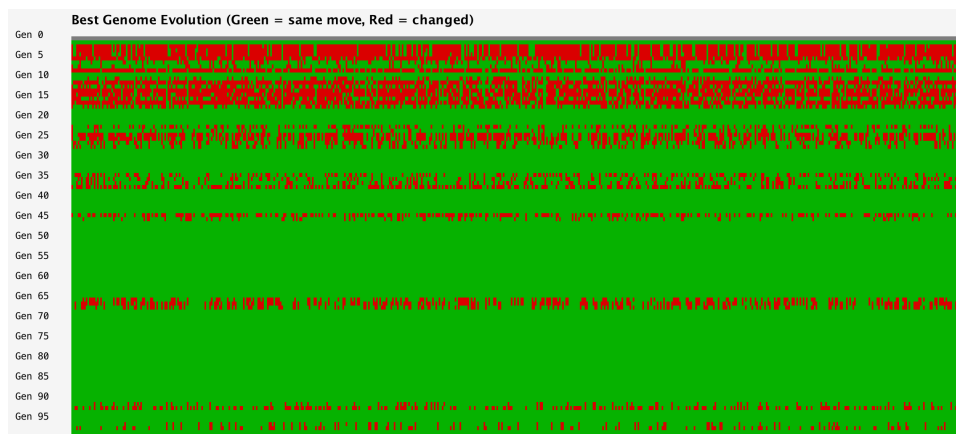 Best Genome Evolution (Green = same move, Red = changed)
Gen 0
Gen 5
Gen 10
Gen 15
Gen 20
Gen 25
Gen 30
Gen 35
Gen 40
Gen 45
Gen 50
Gen 55
Gen 60
Gen 65
Gen 70
Gen 75
Gen 80
Gen 85
Gen 90
Gen 95